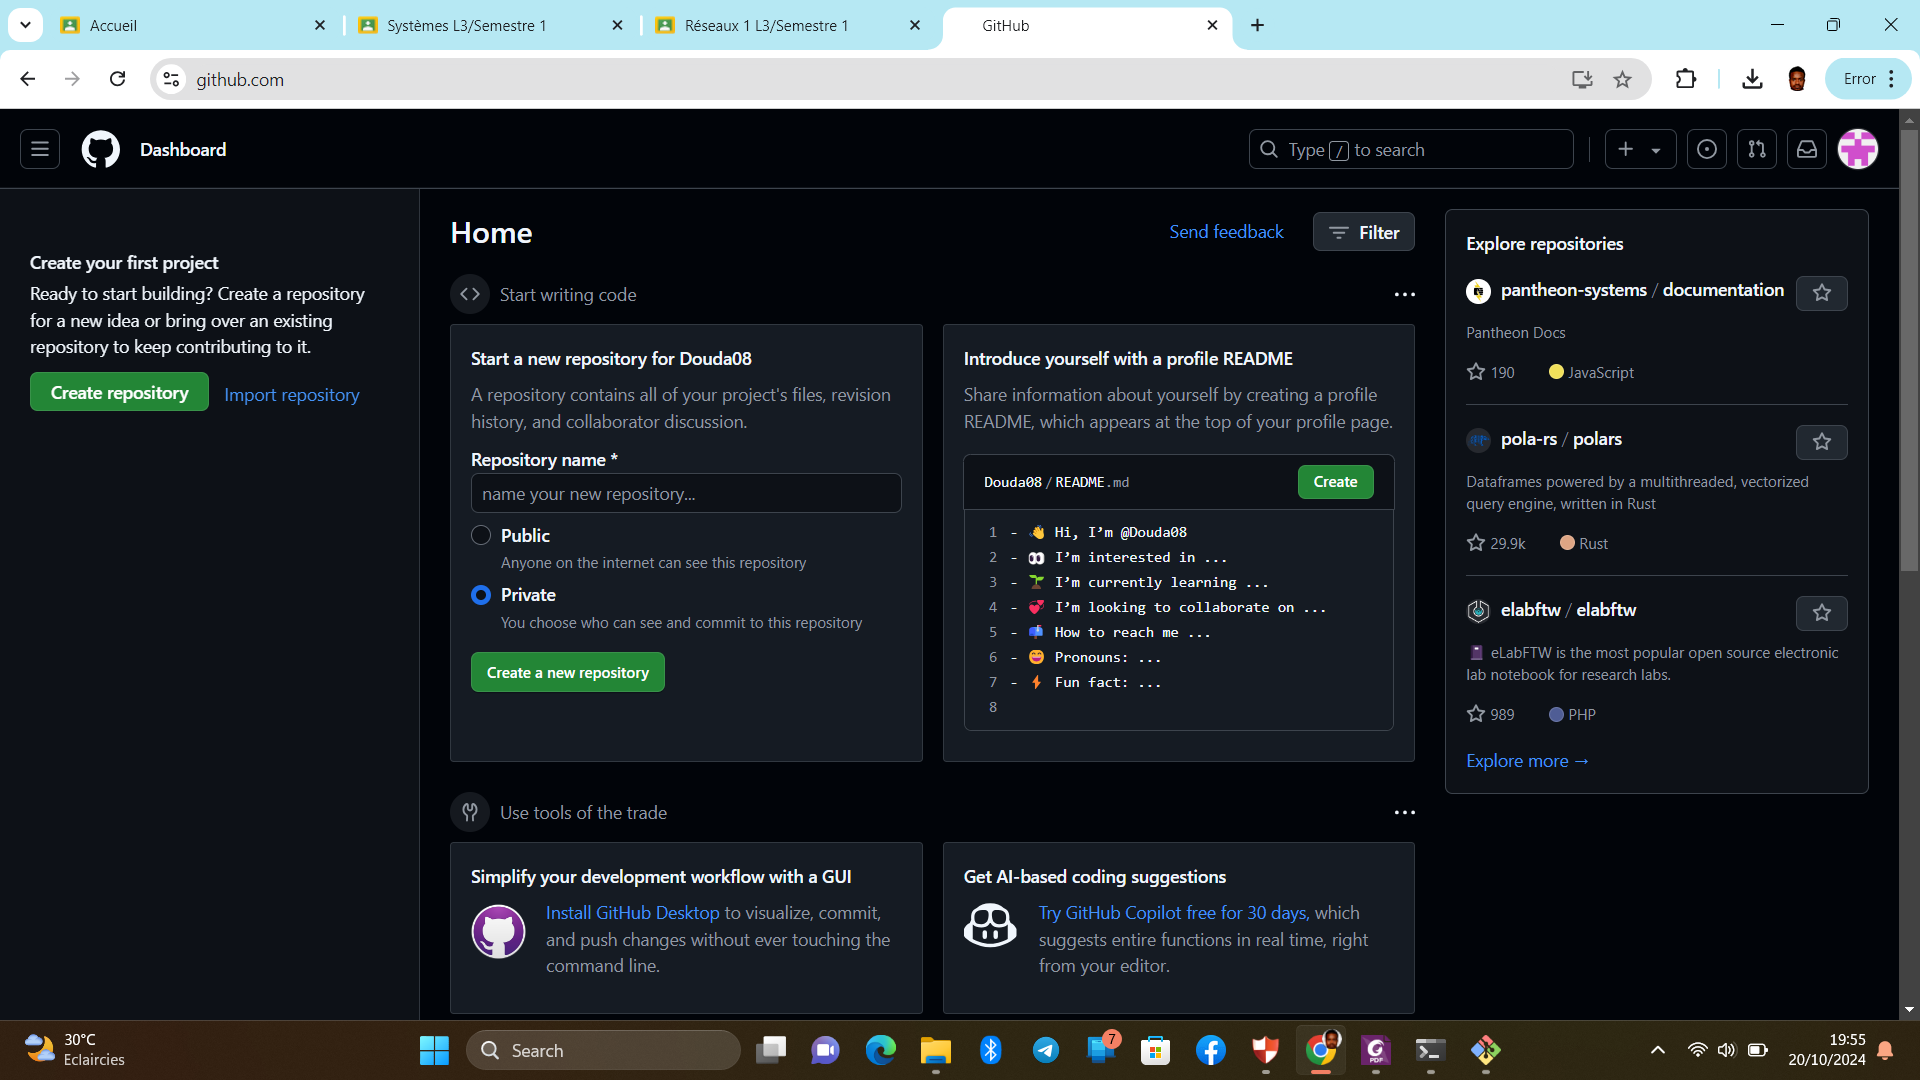 Accueil
Systèmes L3/Semestre 1
Réseaux 1 L3/Semestre 1
GitHub
github.com
Error
Dashboard
Type / to search
Create your first project
Ready to start building? Create a repository
for a new idea or bring over an existing
repository to keep contributing to it.
Create repository
Import repository
Home
Send feedback
Filter
Start writing code
Start a new repository for Douda08
A repository contains all of your project's files, revision
history, and collaborator discussion.
Repository name *
name your new repository...
Public
Anyone on the internet can see this repository
Private
You choose who can see and commit to this repository
Create a new repository
Introduce yourself with a profile README
Share information about yourself by creating a profile
README, which appears at the top of your profile page.
Douda08 / README.md
Create
1 - 👋 Hi, I’m @Douda08
2 - 👀 I’m interested in ...
3 - 🌱 I’m currently learning ...
4 - 💞️ I’m looking to collaborate on ...
5 - 📫 How to reach me ...
6 - 😄 Pronouns: ...
7 - ⚡ Fun fact: ...
8
Use tools of the trade
Simplify your development workflow with a GUI
Install GitHub Desktop to visualize, commit,
and push changes without ever touching the
command line.
Get AI-based coding suggestions
Try GitHub Copilot free for 30 days, which
suggests entire functions in real time, right
from your editor.
Explore repositories
pantheon-systems / documentation
Pantheon Docs
190 JavaScript
pola-rs / polars
Dataframes powered by a multithreaded, vectorized
query engine, written in Rust
29.9k Rust
elabftw / elabftw
📓 eLabFTW is the most popular open source electronic
lab notebook for research labs.
989 PHP
Explore more →
30°C
Eclaircies
Search
7
PDF
19:55
20/10/2024